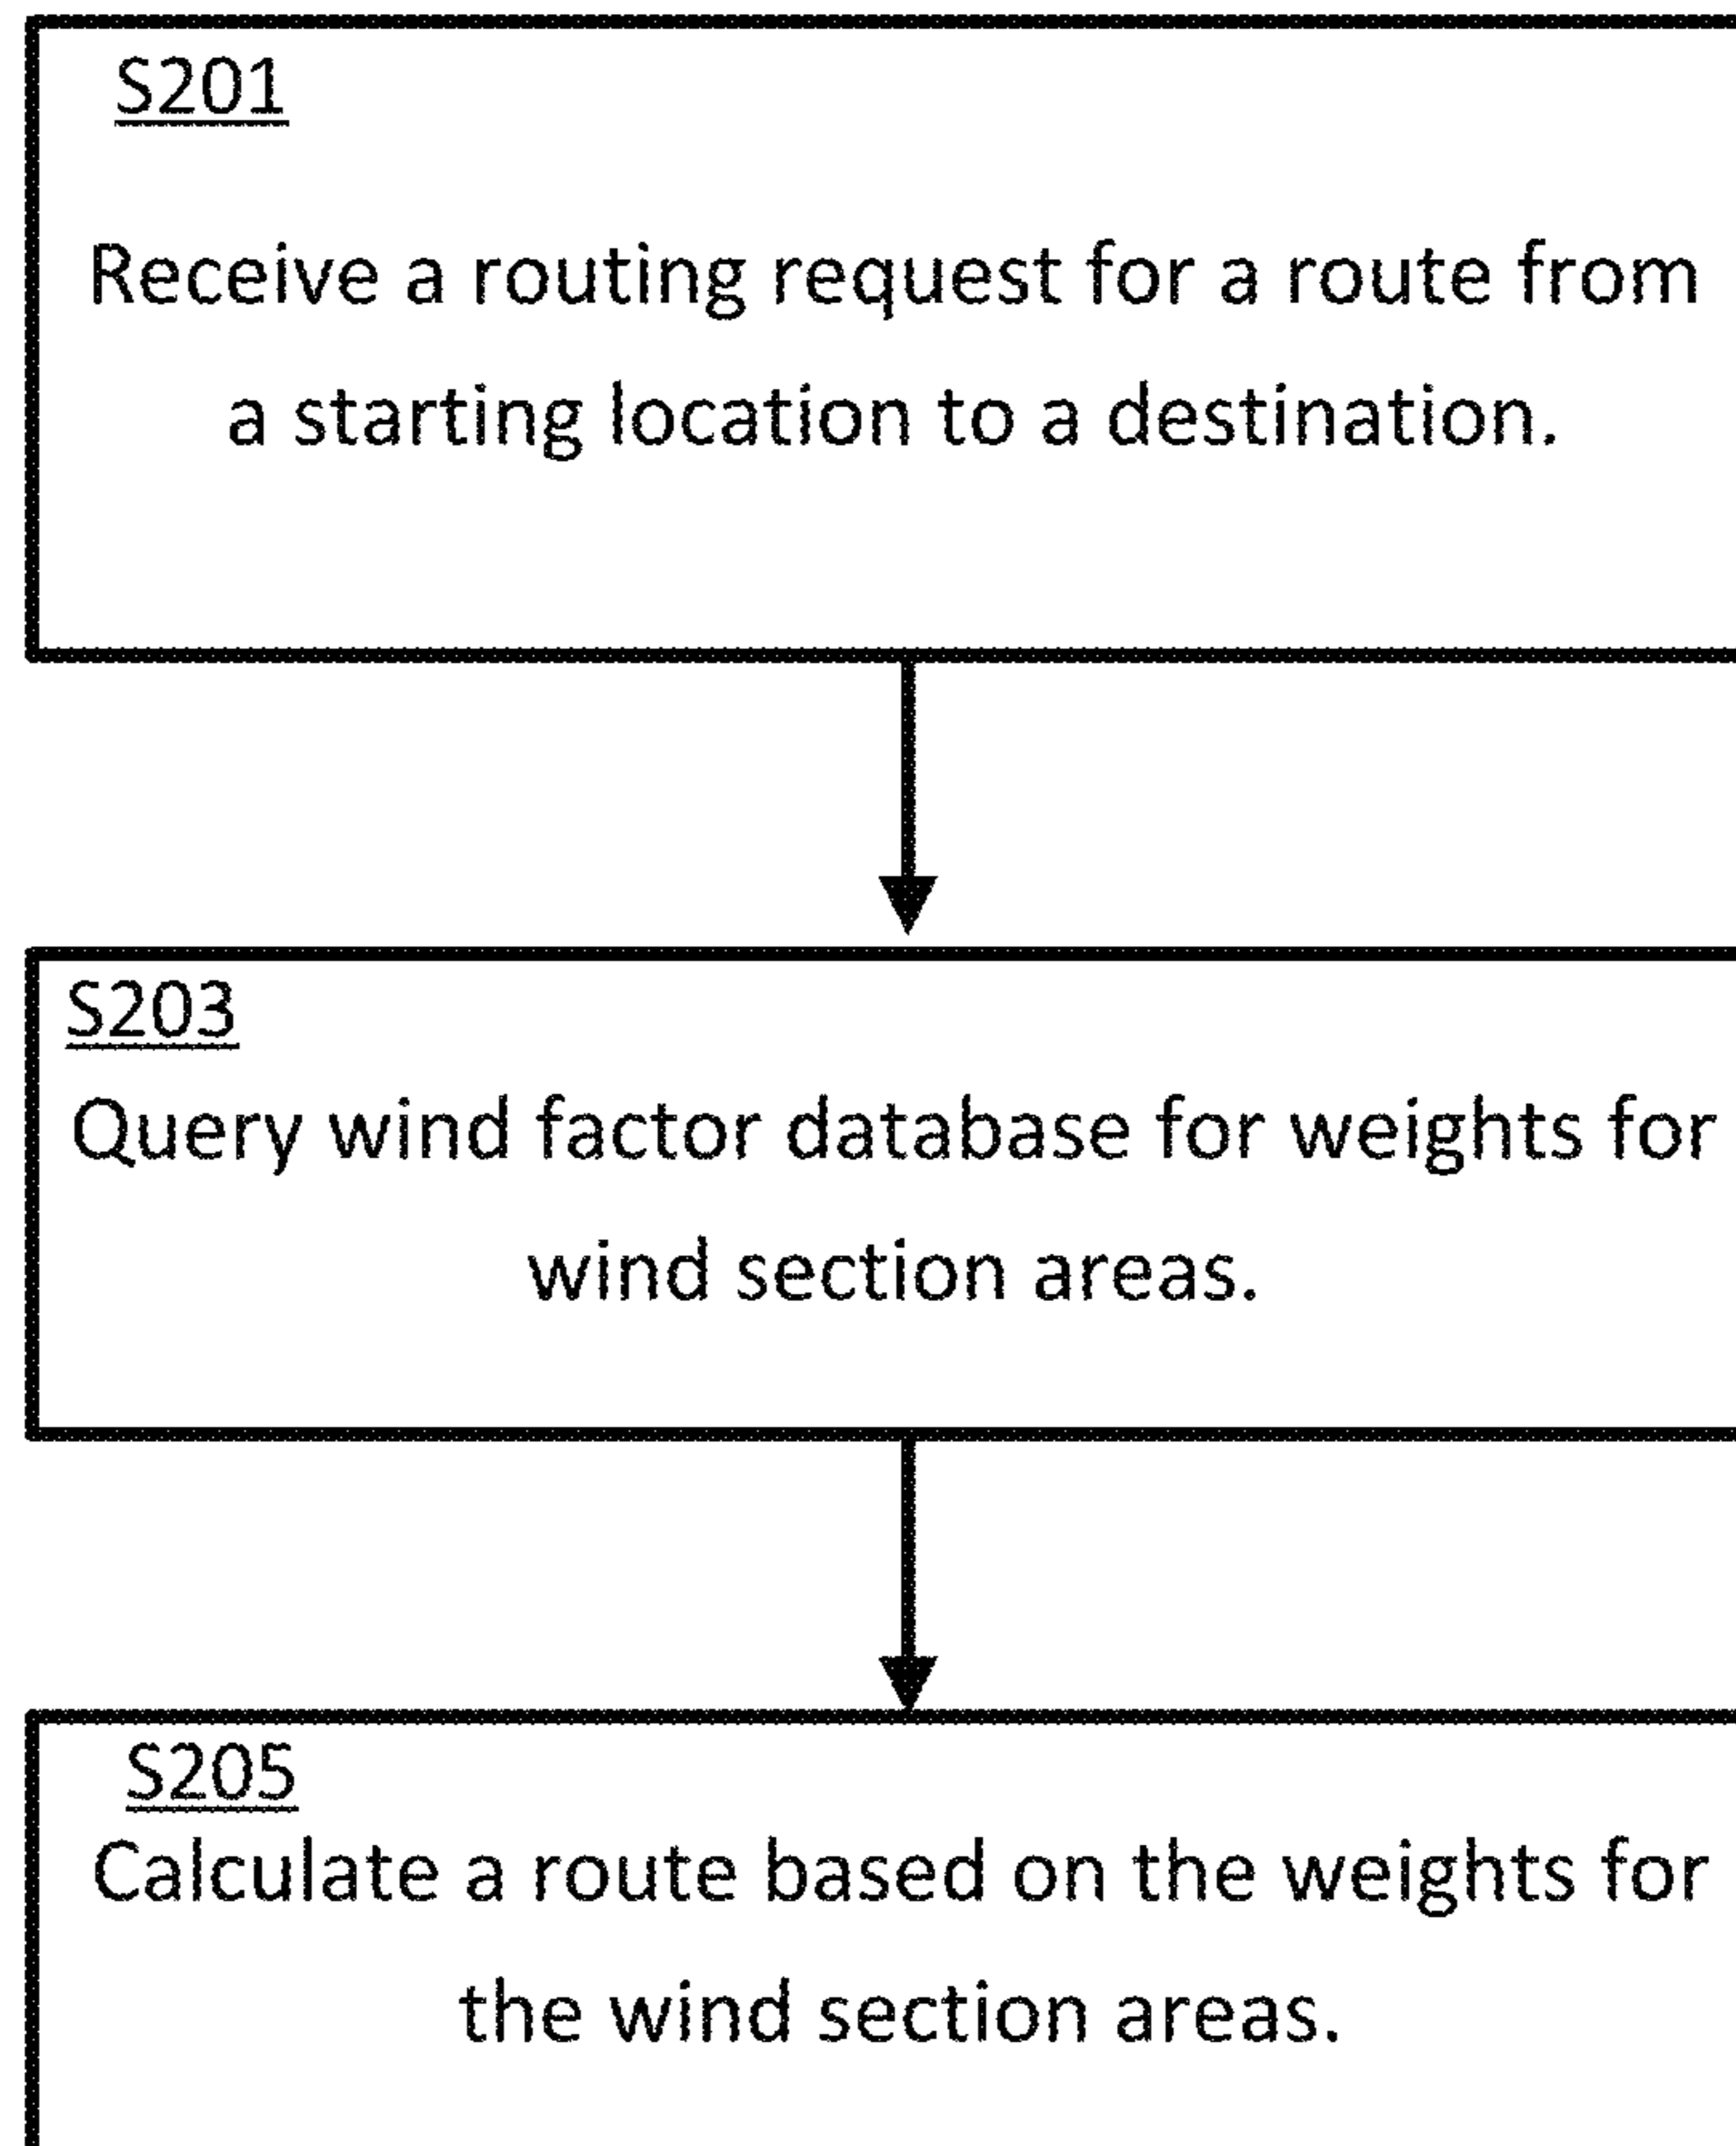 S201
Receive a routing request for a route from
a starting location to a destination.
S203
Query wind factor database for weights for
wind section areas.
S205
Calculate a route based on the weights for
the wind section areas.